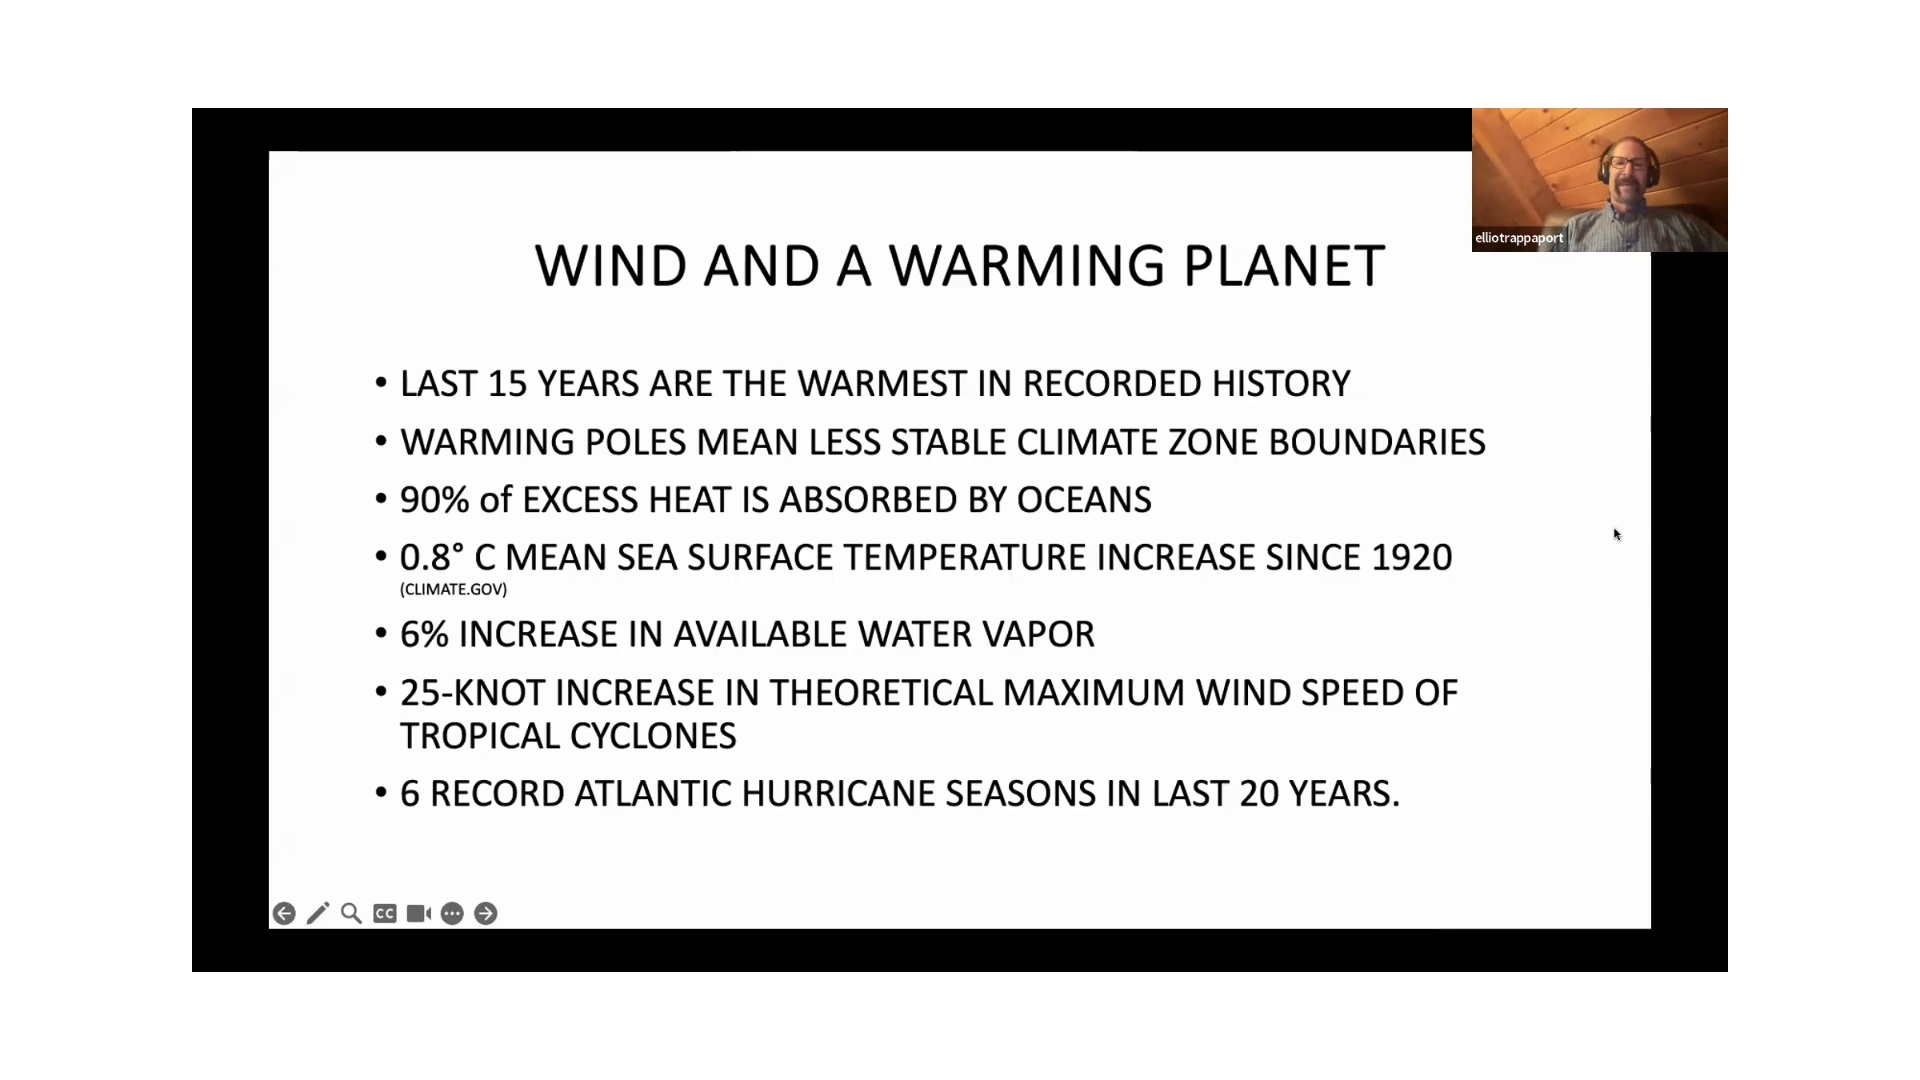 elliotrappaport
WIND AND A WARMING PLANET
• LAST 15 YEARS ARE THE WARMEST IN RECORDED HISTORY
• WARMING POLES MEAN LESS STABLE CLIMATE ZONE BOUNDARIES
• 90% of EXCESS HEAT IS ABSORBED BY OCEANS
• 0.8° C MEAN SEA SURFACE TEMPERATURE INCREASE SINCE 1920
(CLIMATE.GOV)
• 6% INCREASE IN AVAILABLE WATER VAPOR
• 25-KNOT INCREASE IN THEORETICAL MAXIMUM WIND SPEED OF
TROPICAL CYCLONES
• 6 RECORD ATLANTIC HURRICANE SEASONS IN LAST 20 YEARS.
CC